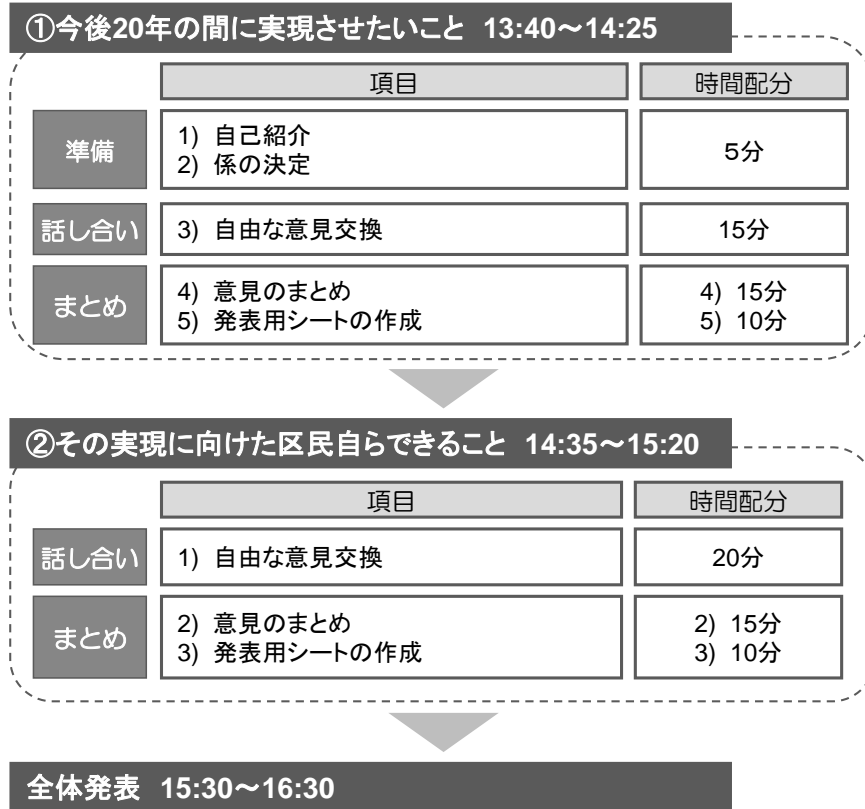 ①今後20年の間に実現させたいこと 13:40～14:25
項目 時間配分
準備
1) 自己紹介
2) 係の決定
5分
話し合い 3) 自由な意見交換 15分
まとめ
4) 意見のまとめ 4) 15分
5) 発表用シートの作成 5) 10分
②その実現に向けた区民自らできること 14:35～15:20
項目 時間配分
話し合い 1) 自由な意見交換 20分
まとめ
2) 意見のまとめ 2) 15分
3) 発表用シートの作成 3) 10分
全体発表 15:30～16:30